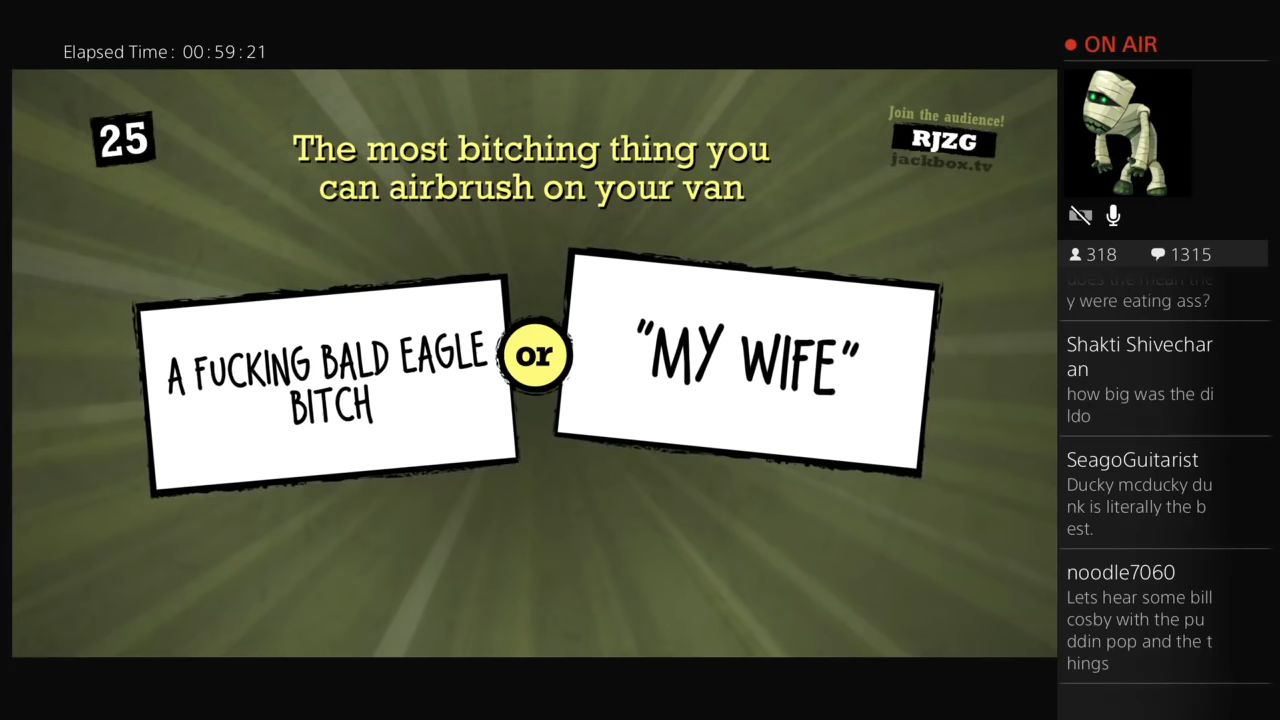 Elapsed Time: 00:59:21
ON AIR
25
The most bitching thing you
can airbrush on your van
Join the audience!
RJZG
jackbox.tv
A FUCKING BALD EAGLE
BITCH
or
"MY WIFE"
318 1315
y were eating ass?
Shakti Shivechar
an
how big was the di
ldo
SeagoGuitarist
Ducky mcducky du
nk is literally the b
est.
noodle7060
Lets hear some bill
cosby with the pu
ddin pop and the t
hings